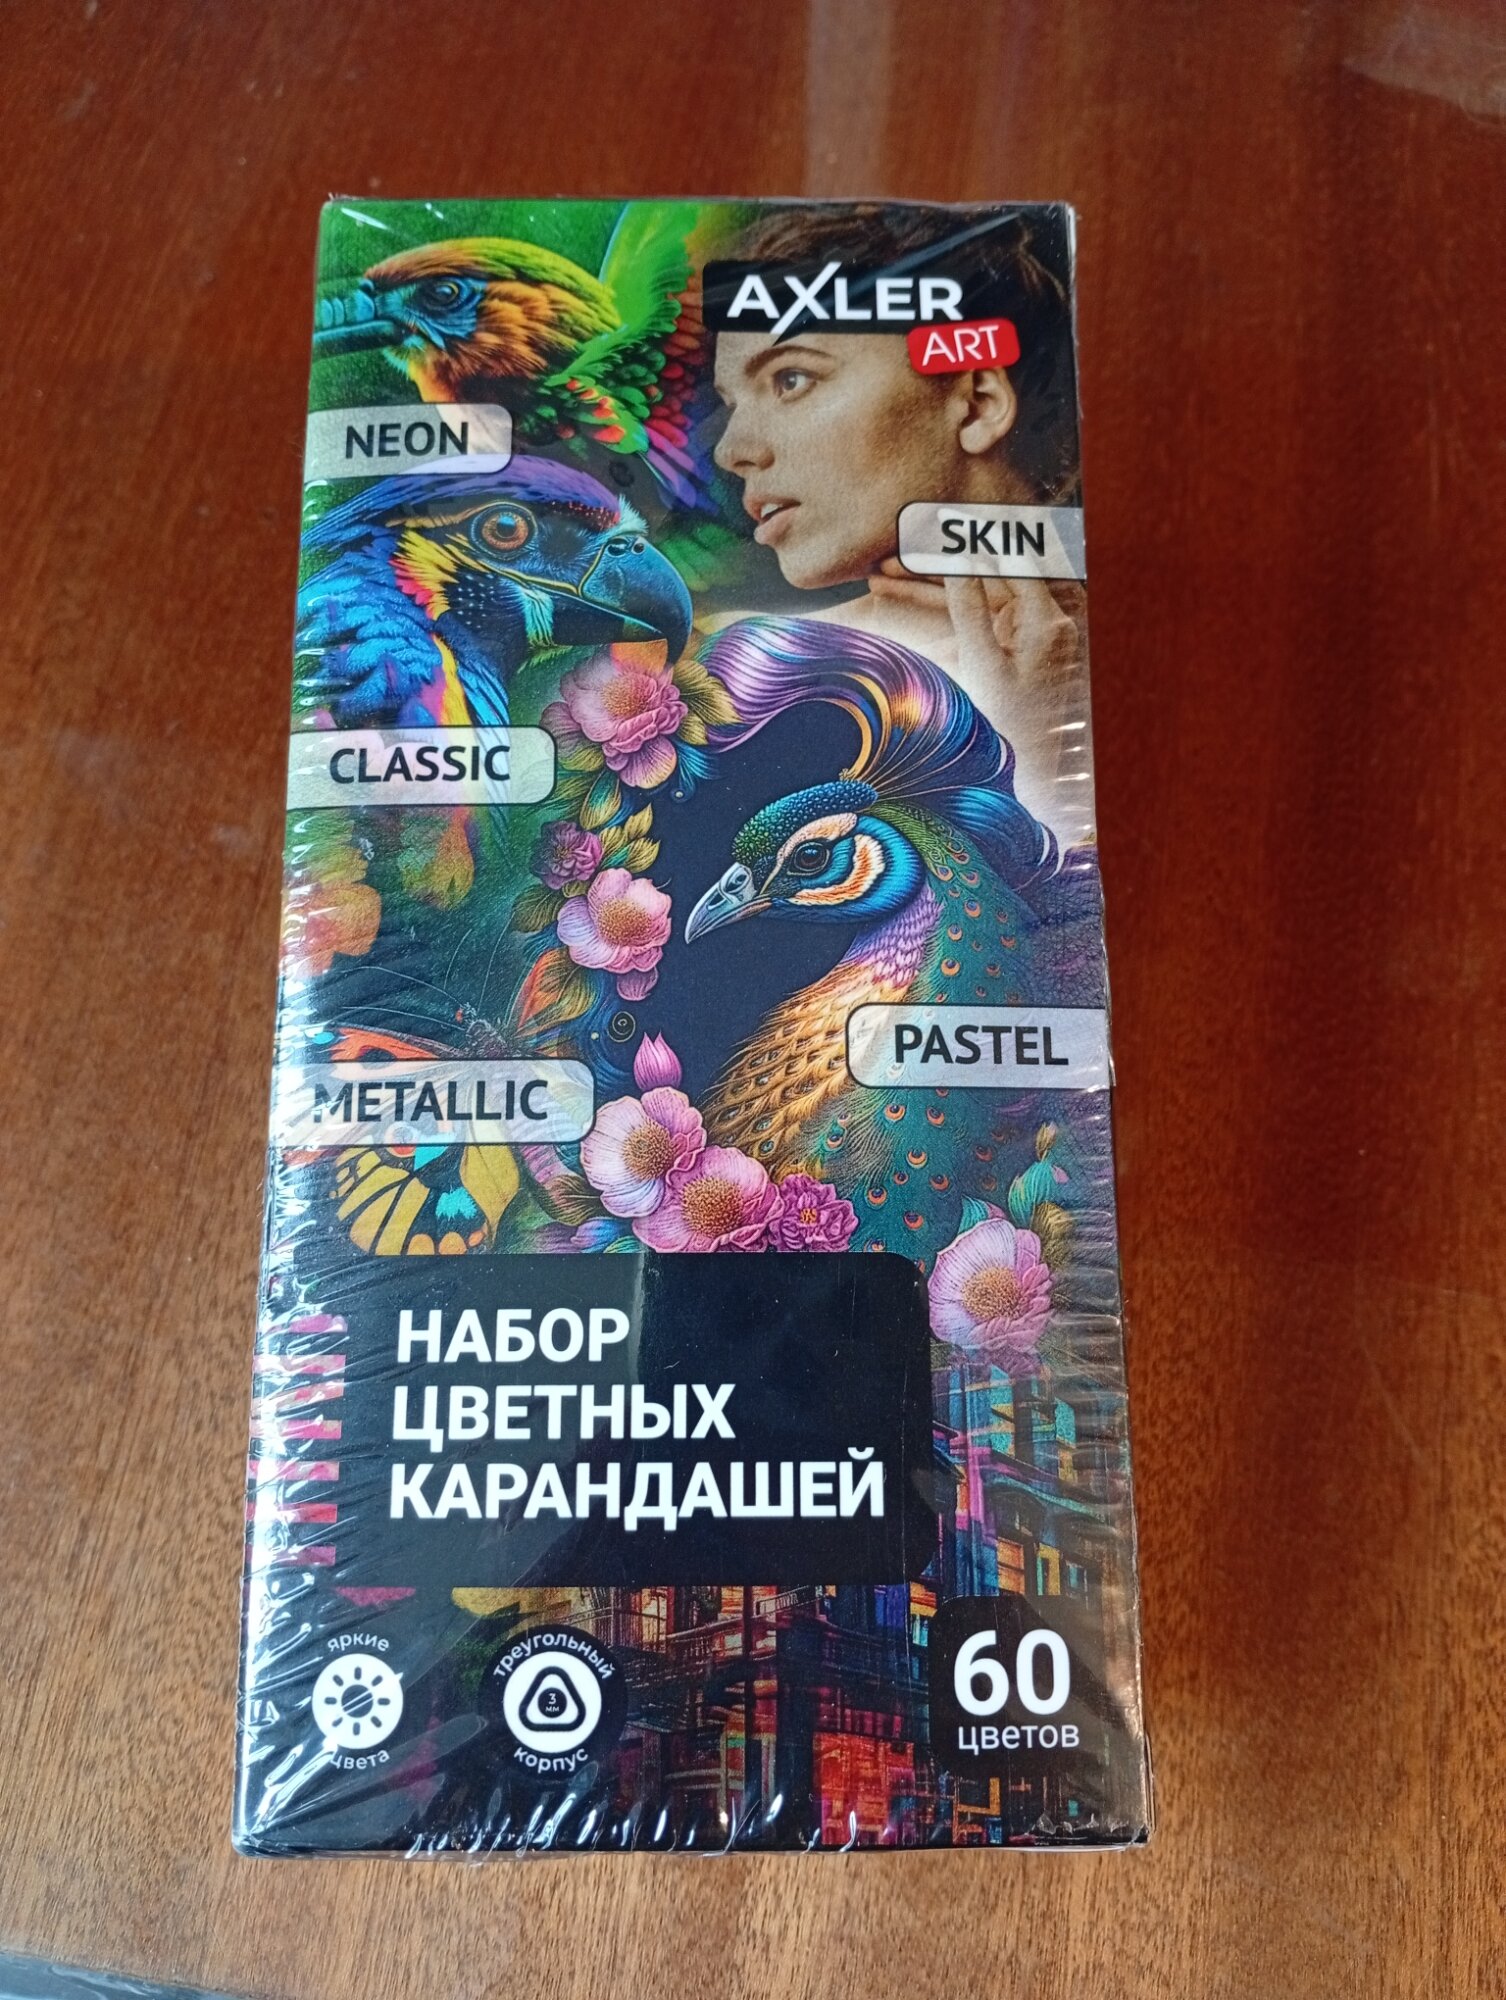 AXLER
ART
NEON
SKIN
CLASSIC
PASTEL
METALLIC
НАБОР
ЦВЕТНЫХ
КАРАНДАШЕЙ
яркие
цвета
треугольный
3
мм
корпус
60
цветов